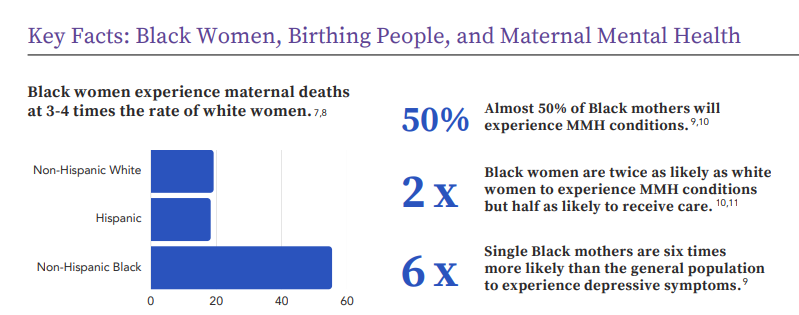 Key Facts: Black Women, Birthing People, and Maternal Mental Health
Black women experience maternal deaths
at 3-4 times the rate of white women. 7,8
Non-Hispanic White
Hispanic
Non-Hispanic Black
0 20 40 60
50%
Almost 50% of Black mothers will
experience MMH conditions. 9,10
2 x
Black women are twice as likely as white
women to experience MMH conditions
but half as likely to receive care. 10,11
6 x
Single Black mothers are six times
more likely than the general population
to experience depressive symptoms. 9